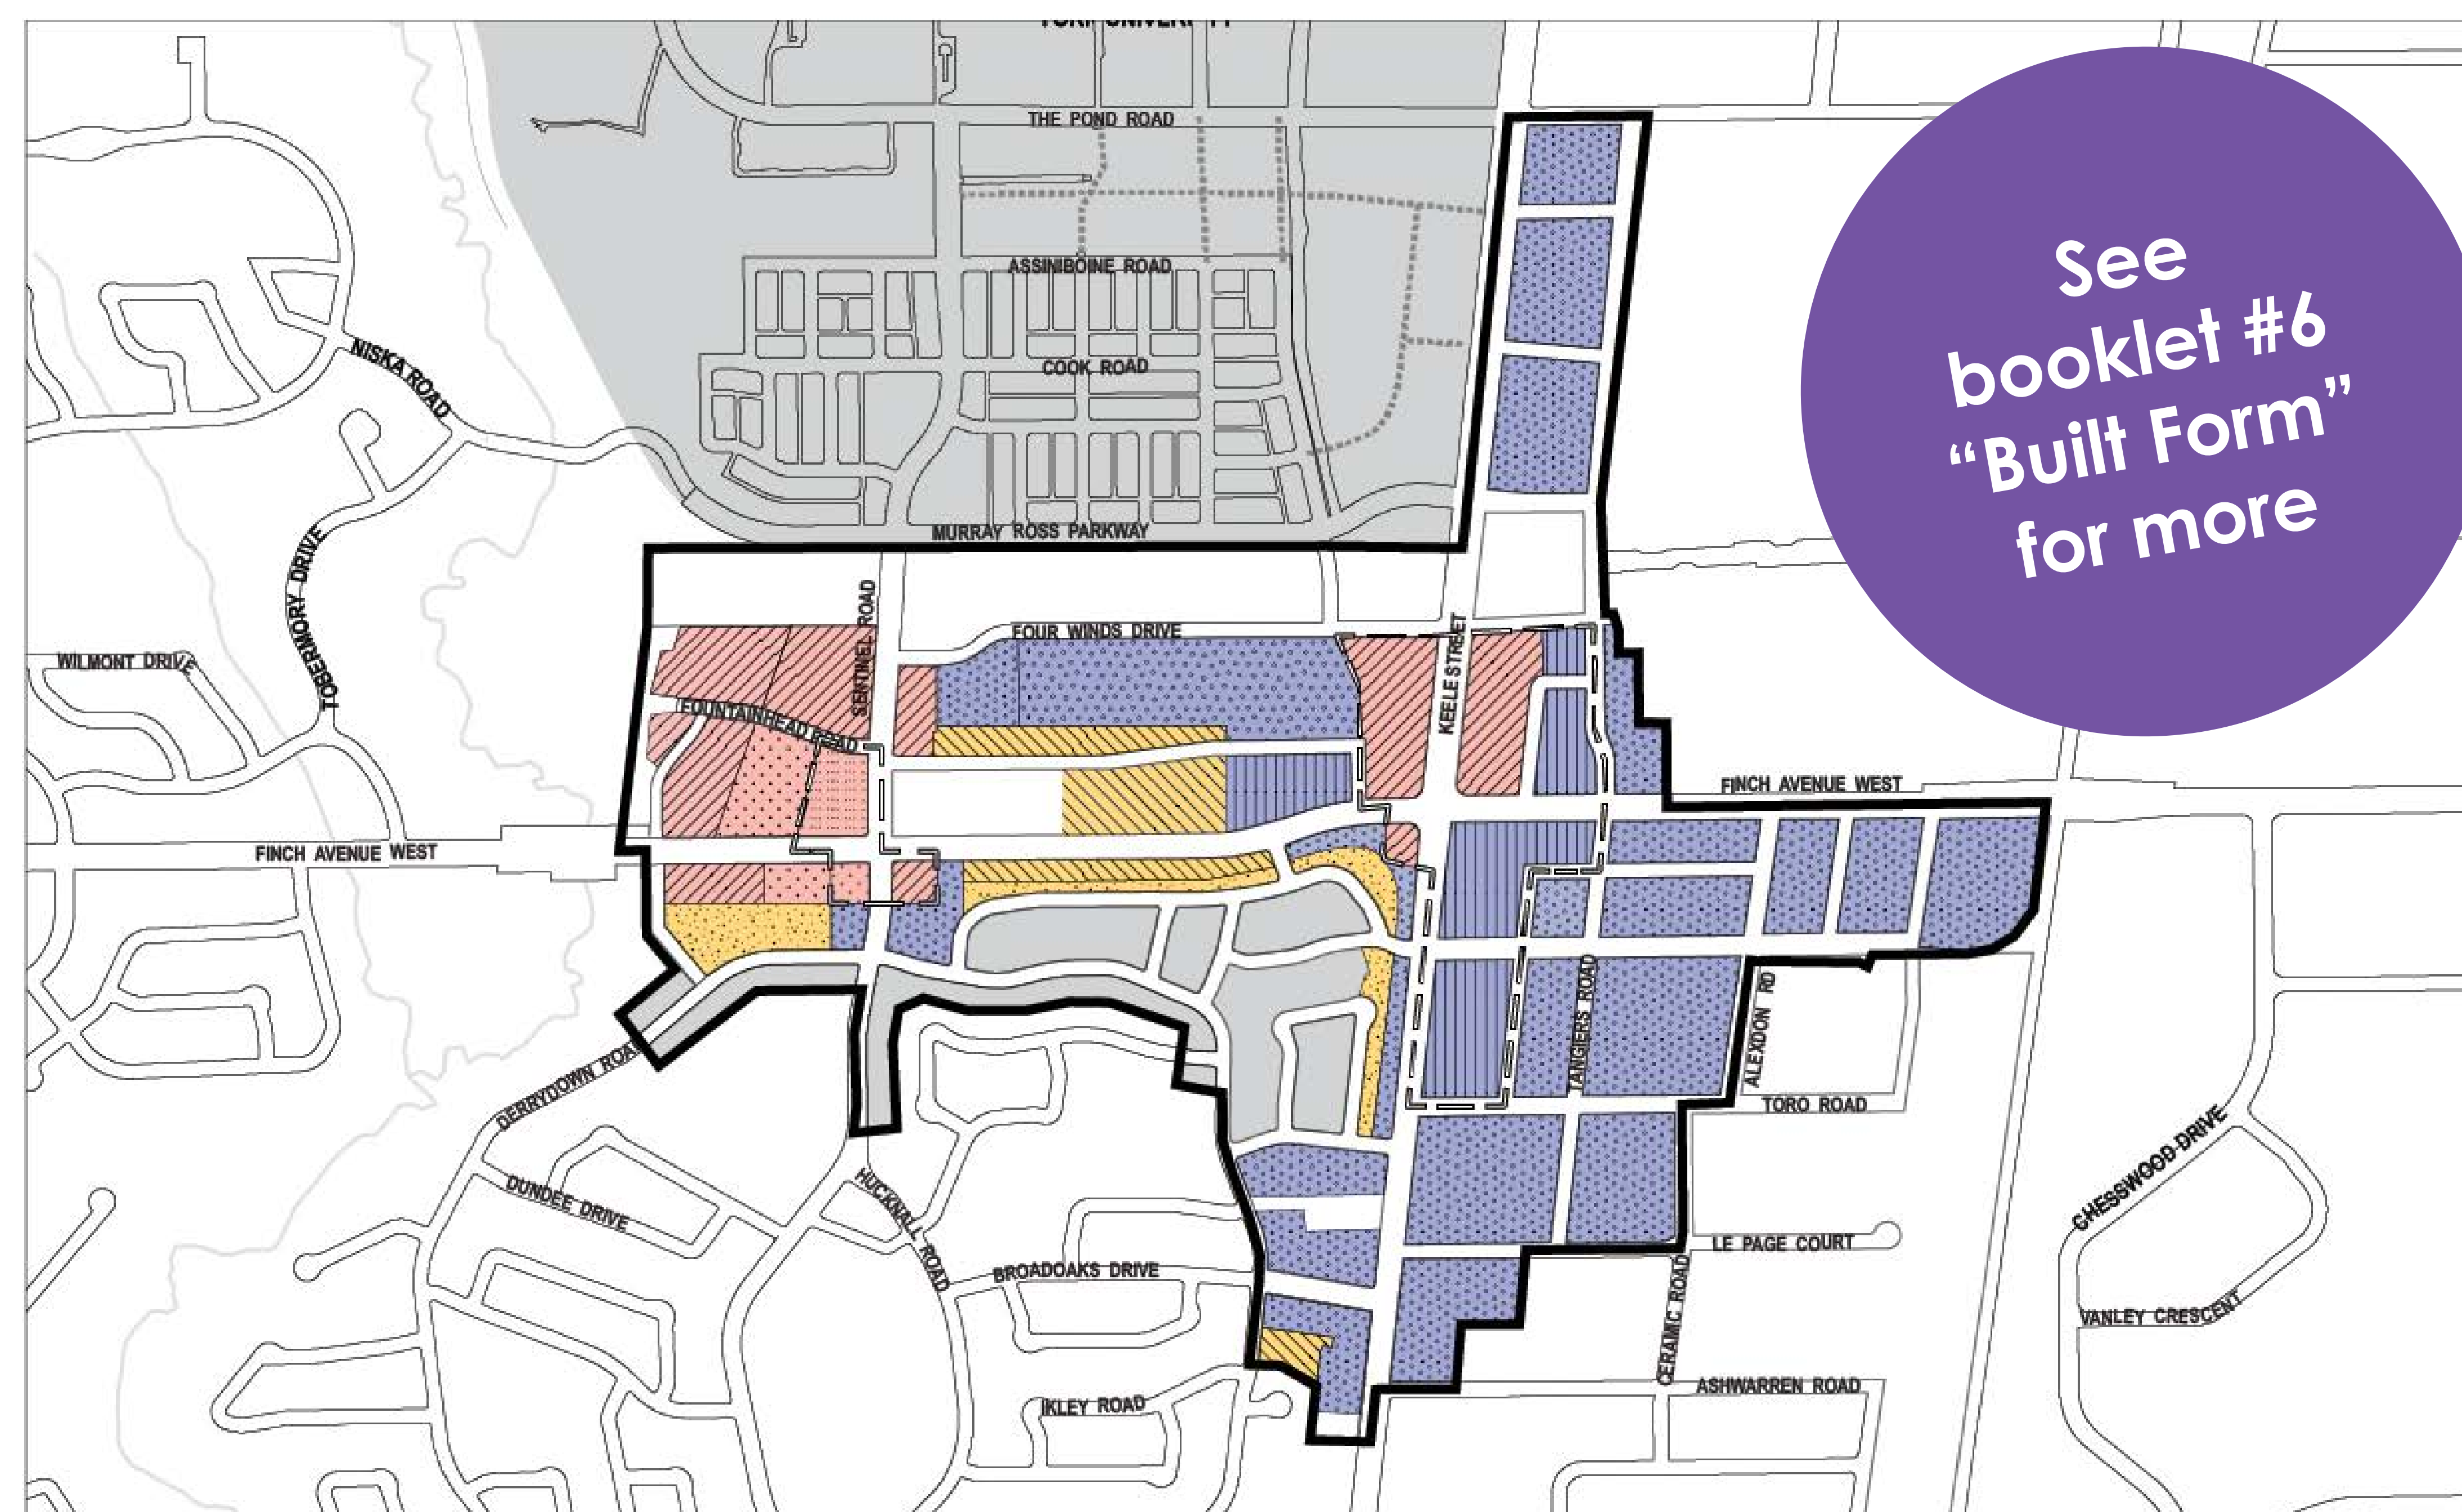 THE POND ROAD
ASSINIBOINE ROAD
COOK ROAD
MURRAY ROSS PARKWAY
See
booklet #6
“Built Form”
for more
NISKA ROAD
TOBERMORY DRIVE
WILMONT DRIVE
SENTINEL ROAD
FOUR WINDS DRIVE
KEELE STREET
FOUNTAINHEAD ROAD
FINCH AVENUE WEST
FINCH AVENUE WEST
TANGIERS ROAD
ALEXDON RD
TORO ROAD
DERRYDOWN ROAD
DUNDEE DRIVE
HUCKNALL ROAD
BROADOAKS DRIVE
IKLEY ROAD
LE PAGE COURT
CERAMIC ROAD
ASHWARREN ROAD
CHESSWOOD DRIVE
VANLEY CRESCENT